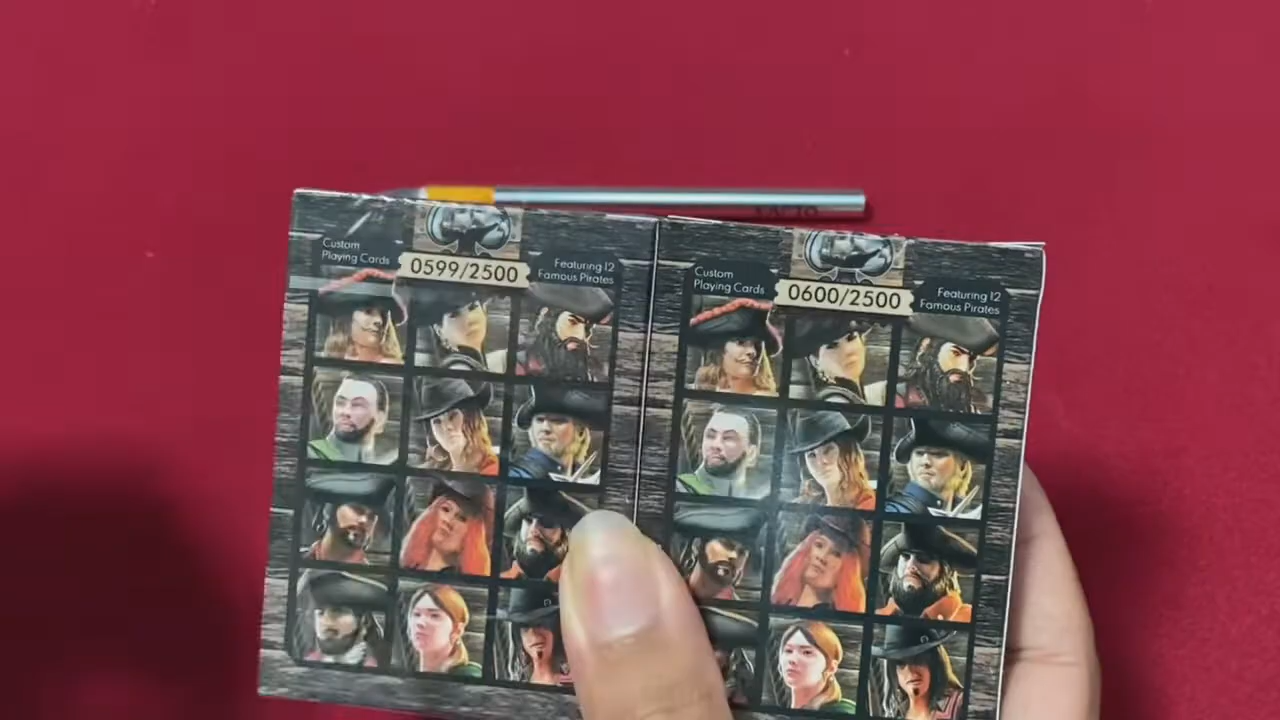 Custom
Playing Cards
0599/2500
Featuring 12
Famous Pirates
Custom
Playing Cards
0600/2500
Featuring 12
Famous Pirates